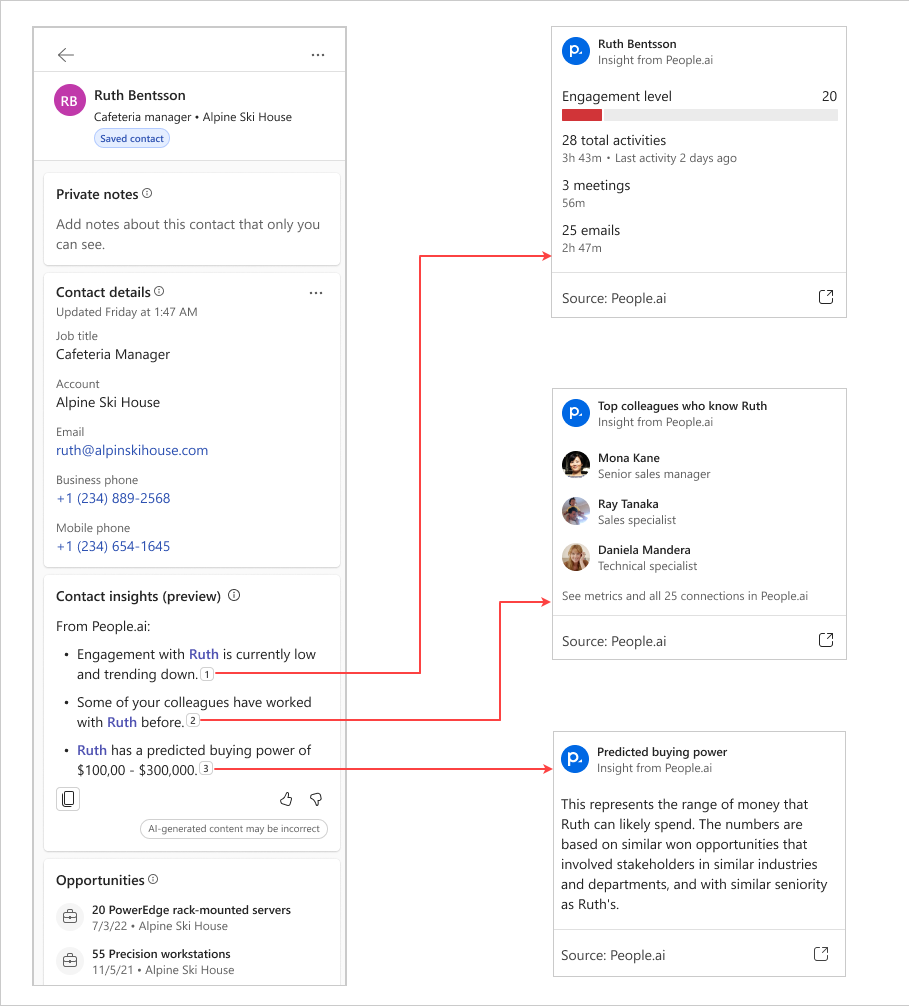 Ruth Bentsson
RB
Cafeteria manager • Alpine Ski House
Saved contact
Private notes
Add notes about this contact that only you
can see.
Contact details
Updated Friday at 1:47 AM
Job title
Cafeteria Manager
Account
Alpine Ski House
Email
ruth@alpinskihouse.com
Business phone
+1 (234) 889-2568
Mobile phone
+1 (234) 654-1645
Contact insights (preview)
From People.ai:
• Engagement with Ruth is currently low
and trending down. 1
• Some of your colleagues have worked
with Ruth before. 2
• Ruth has a predicted buying power of
$100,00 - $300,000. 3
AI-generated content may be incorrect
Opportunities
20 PowerEdge rack-mounted servers
7/3/22 • Alpine Ski House
55 Precision workstations
11/5/21 • Alpine Ski House
p.
Ruth Bentsson
Insight from People.ai
Engagement level 20
28 total activities
3h 43m • Last activity 2 days ago
3 meetings
56m
25 emails
2h 47m
Source: People.ai
p.
Top colleagues who know Ruth
Insight from People.ai
Mona Kane
Senior sales manager
Ray Tanaka
Sales specialist
Daniela Mandera
Technical specialist
See metrics and all 25 connections in People.ai
Source: People.ai
p.
Predicted buying power
Insight from People.ai
This represents the range of money that
Ruth can likely spend. The numbers are
based on similar won opportunities that
involved stakeholders in similar industries
and departments, and with similar seniority
as Ruth's.
Source: People.ai